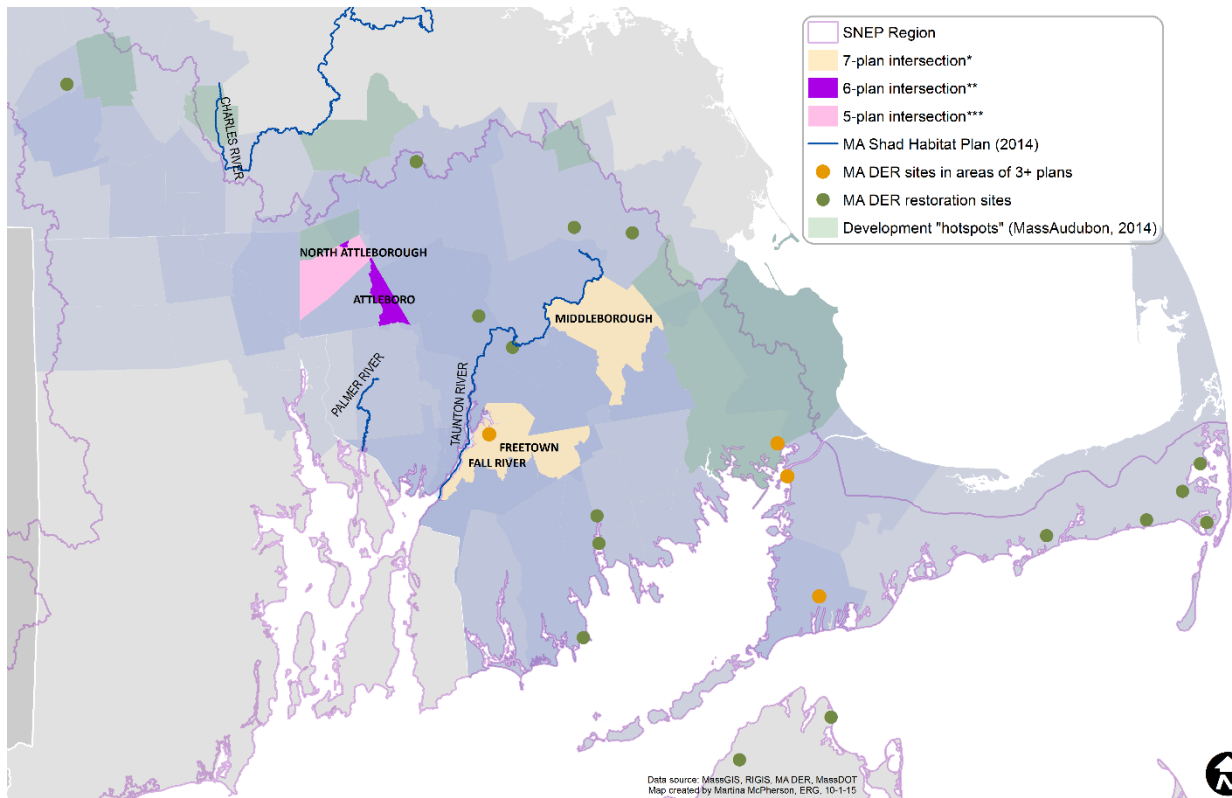 SNEP Region
7-plan intersection*
6-plan intersection**
5-plan intersection***
MA Shad Habitat Plan (2014)
MA DER sites in areas of 3+ plans
MA DER restoration sites
Development "hotspots" (MassAudubon, 2014)
CHARLES RIVER
NORTH ATTLEBOROUGH
ATTLEBORO
MIDDLEBOROUGH
PALMER RIVER
TAUNTON RIVER
FREETOWN
FALL RIVER
Data source: MassGIS, RIGIS, MA DER, MassDOT
Map created by Martina McPherson, ERG, 10-1-15
N